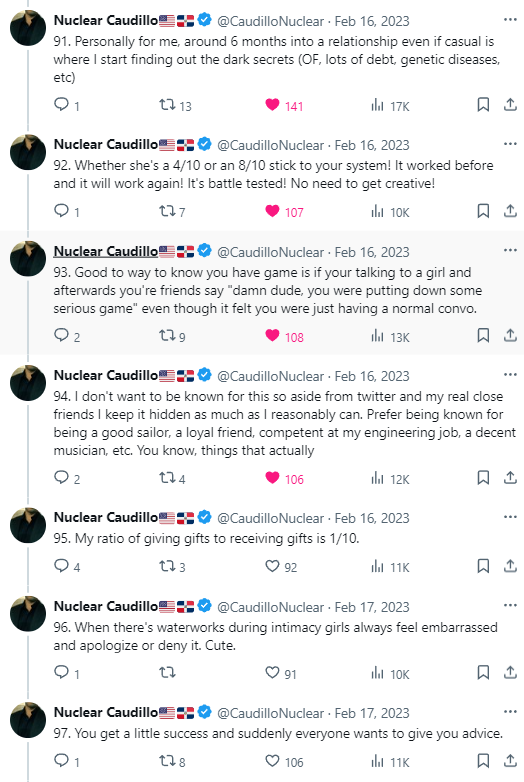 Nuclear Caudillo🇺🇸🇩🇴 @CaudilloNuclear · Feb 16, 2023
91. Personally for me, around 6 months into a relationship even if casual is
where I start finding out the dark secrets (OF, lots of debt, genetic diseases,
etc)
1 13 141 17K
Nuclear Caudillo🇺🇸🇩🇴 @CaudilloNuclear · Feb 16, 2023
92. Whether she's a 4/10 or an 8/10 stick to your system! It worked before
and it will work again! It's battle tested! No need to get creative!
1 7 107 10K
Nuclear Caudillo🇺🇸🇩🇴 @CaudilloNuclear · Feb 16, 2023
93. Good to way to know you have game is if your talking to a girl and
afterwards you're friends say "damn dude, you were putting down some
serious game" even though it felt you were just having a normal convo.
2 9 108 13K
Nuclear Caudillo🇺🇸🇩🇴 @CaudilloNuclear · Feb 16, 2023
94. I don't want to be known for this so aside from twitter and my real close
friends I keep it hidden as much as I reasonably can. Prefer being known for
being a good sailor, a loyal friend, competent at my engineering job, a decent
musician, etc. You know, things that actually
2 4 106 12K
Nuclear Caudillo🇺🇸🇩🇴 @CaudilloNuclear · Feb 16, 2023
95. My ratio of giving gifts to receiving gifts is 1/10.
4 3 92 11K
Nuclear Caudillo🇺🇸🇩🇴 @CaudilloNuclear · Feb 17, 2023
96. When there's waterworks during intimacy girls always feel embarrassed
and apologize or deny it. Cute.
1 91 10K
Nuclear Caudillo🇺🇸🇩🇴 @CaudilloNuclear · Feb 17, 2023
97. You get a little success and suddenly everyone wants to give you advice.
1 8 106 11K